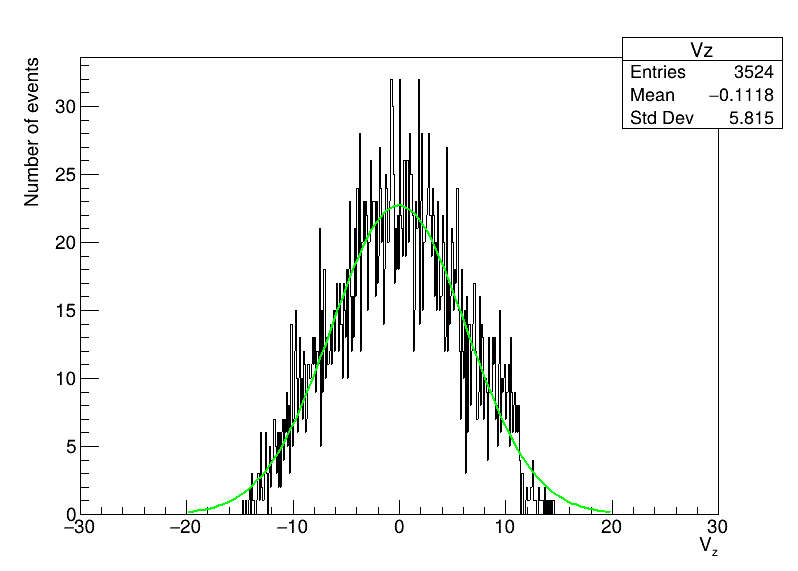 Vz
Entries 3524
Mean −0.1118
Std Dev 5.815
Number of events
30
25
20
15
10
5
0
−30 −20 −10 0 10 20 30
Vz